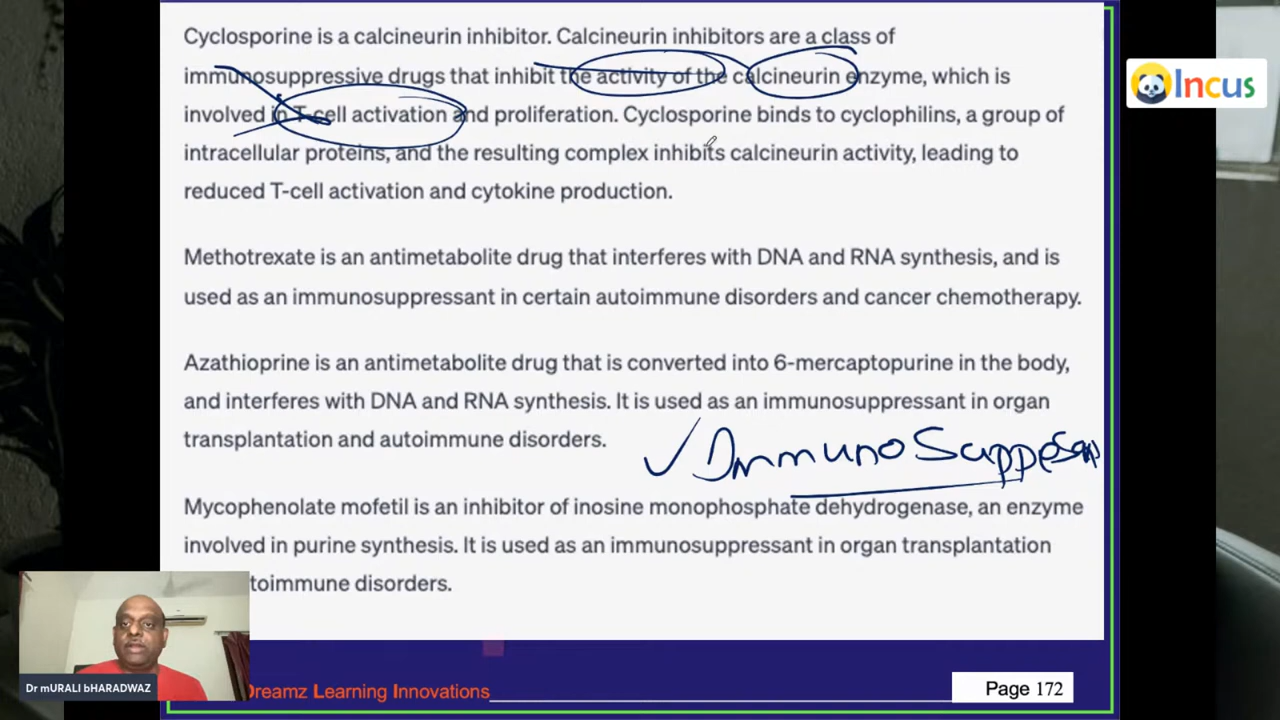 Cyclosporine is a calcineurin inhibitor. Calcineurin inhibitors are a class of
immunosuppressive drugs that inhibit the activity of the calcineurin enzyme, which is
involved in T-cell activation and proliferation. Cyclosporine binds to cyclophilins, a group of
intracellular proteins, and the resulting complex inhibits calcineurin activity, leading to
reduced T-cell activation and cytokine production.
Methotrexate is an antimetabolite drug that interferes with DNA and RNA synthesis, and is
used as an immunosuppressant in certain autoimmune disorders and cancer chemotherapy.
Azathioprine is an antimetabolite drug that is converted into 6-mercaptopurine in the body,
and interferes with DNA and RNA synthesis. It is used as an immunosuppressant in organ
transplantation and autoimmune disorders.
Mycophenolate mofetil is an inhibitor of inosine monophosphate dehydrogenase, an enzyme
involved in purine synthesis. It is used as an immunosuppressant in organ transplantation
toimmune disorders.
Incus
Dr mURALI bHARADWAZ
Dreamz Learning Innovations
Page 172